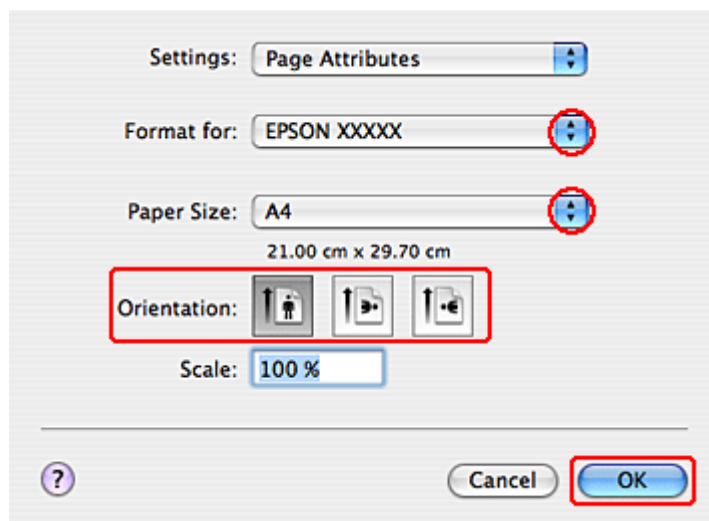 Settings: Page Attributes
Format for: EPSON XXXXX
Paper Size: A4
21.00 cm x 29.70 cm
Orientation:
Scale: 100 %
? Cancel OK